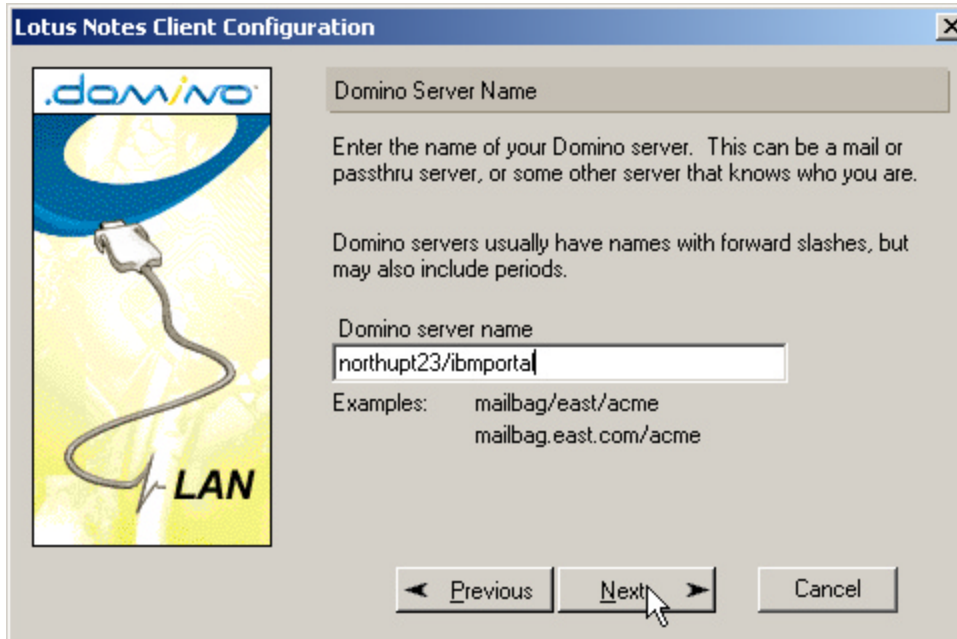 Lotus Notes Client Configuration
.domino
Domino Server Name
Enter the name of your Domino server. This can be a mail or
passthru server, or some other server that knows who you are.
Domino servers usually have names with forward slashes, but
may also include periods.
Domino server name
northupt23/ibmportal
Examples: mailbag/east/acme
mailbag.east.com/acme
LAN
Previous Next Cancel